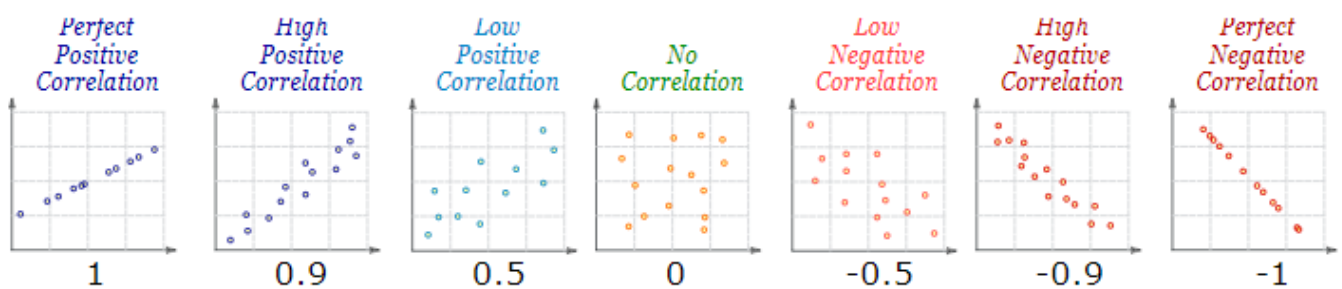 Perfect
Positive
Correlation
High
Positive
Correlation
Low
Positive
Correlation
No
Correlation
Low
Negative
Correlation
High
Negative
Correlation
Perfect
Negative
Correlation
1
0.9
0.5
0
-0.5
-0.9
-1